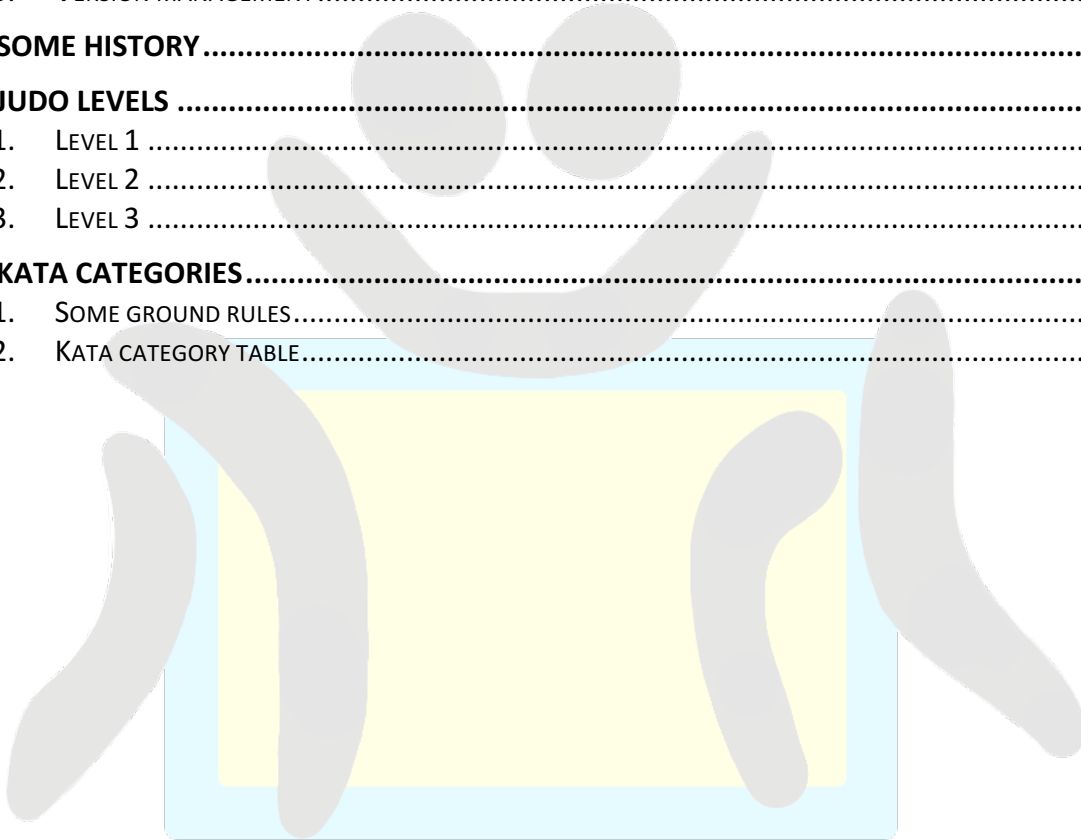 SOME HISTORY
JUDO LEVELS
1. LEVEL 1
2. LEVEL 2
3. LEVEL 3
KATA CATEGORIES
1. SOME GROUND RULES
2. KATA CATEGORY TABLE